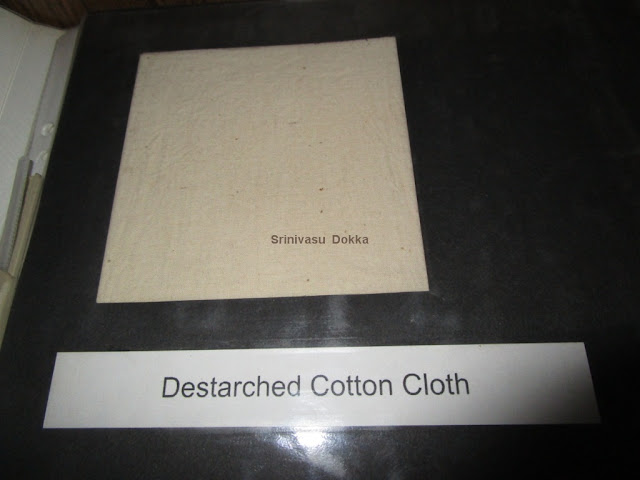 Srinivasu Dokka
Destarched Cotton Cloth